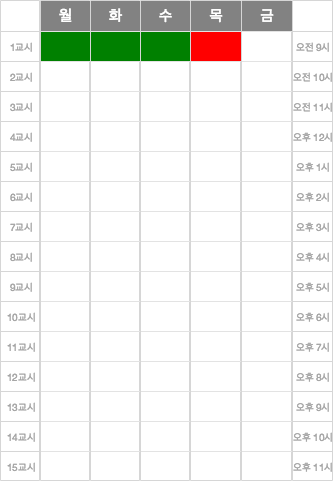 월 화 수 목 금
1교시 오전 9시
2교시 오전 10시
3교시 오전 11시
4교시 오후 12시
5교시 오후 1시
6교시 오후 2시
7교시 오후 3시
8교시 오후 4시
9교시 오후 5시
10교시 오후 6시
11교시 오후 7시
12교시 오후 8시
13교시 오후 9시
14교시 오후 10시
15교시 오후 11시